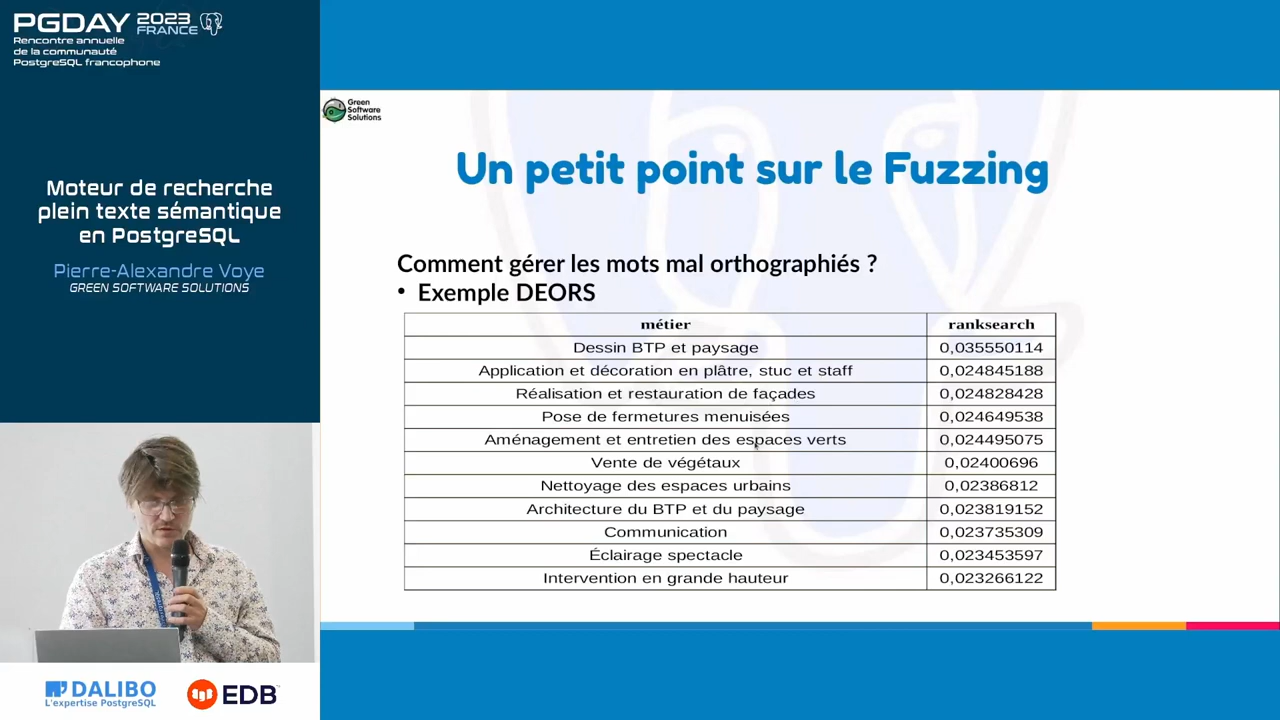 PGDAY 2023 FRANCE
Rencontre annuelle
de la communauté
PostgreSQL francophone
Moteur de recherche
plein texte sémantique
en PostgreSQL
Pierre-Alexandre Voye
GREEN SOFTWARE SOLUTIONS
DALIBO
L'expertise PostgreSQL
EDB
Green
Software
Solutions
Un petit point sur le Fuzzing
Comment gérer les mots mal orthographiés ?
• Exemple DEORS
métier ranksearch
Dessin BTP et paysage 0,035550114
Application et décoration en plâtre, stuc et staff 0,024845188
Réalisation et restauration de façades 0,024828428
Pose de fermetures menuisées 0,024649538
Aménagement et entretien des espaces verts 0,024495075
Vente de végétaux 0,02400696
Nettoyage des espaces urbains 0,02386812
Architecture du BTP et du paysage 0,023819152
Communication 0,023735309
Éclairage spectacle 0,023453597
Intervention en grande hauteur 0,023266122